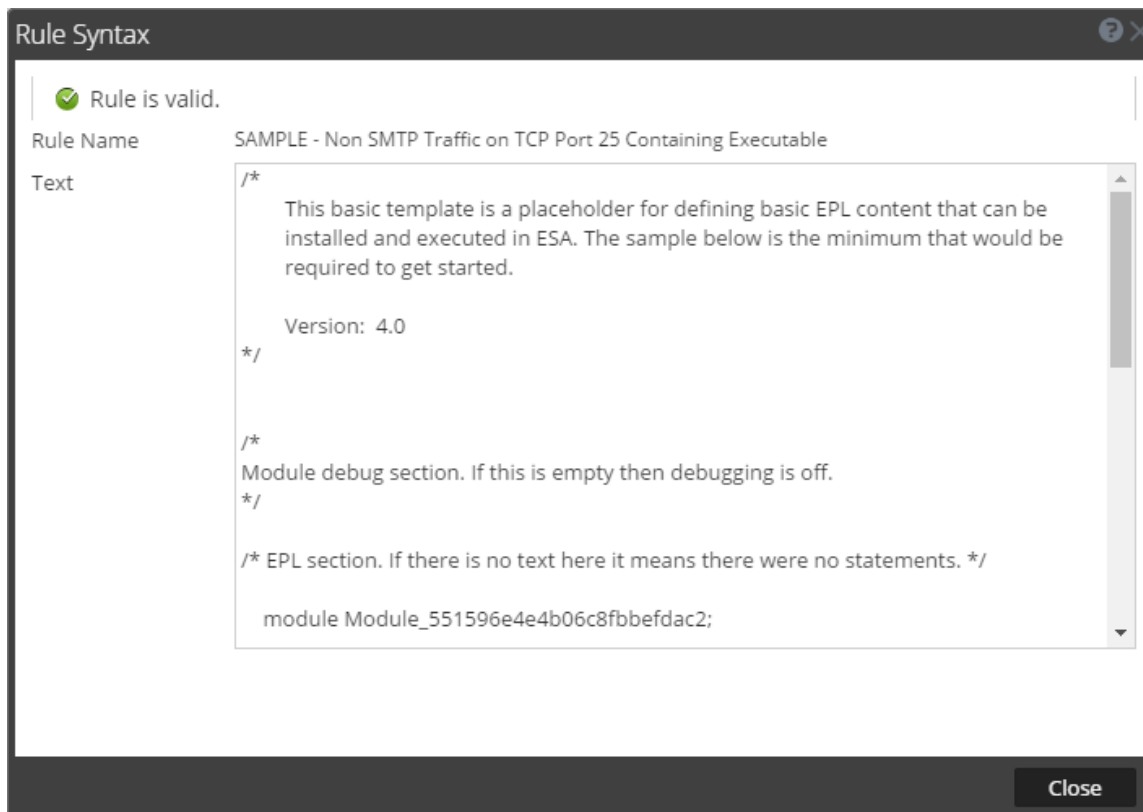 Rule Syntax
Rule is valid.
Rule Name
SAMPLE - Non SMTP Traffic on TCP Port 25 Containing Executable
Text
/*
This basic template is a placeholder for defining basic EPL content that can be
installed and executed in ESA. The sample below is the minimum that would be
required to get started.
Version:  4.0
*/
/*
Module debug section. If this is empty then debugging is off.
*/
/* EPL section. If there is no text here it means there were no statements. */
module Module_551596e4e4b06c8fbbefdac2;
Close